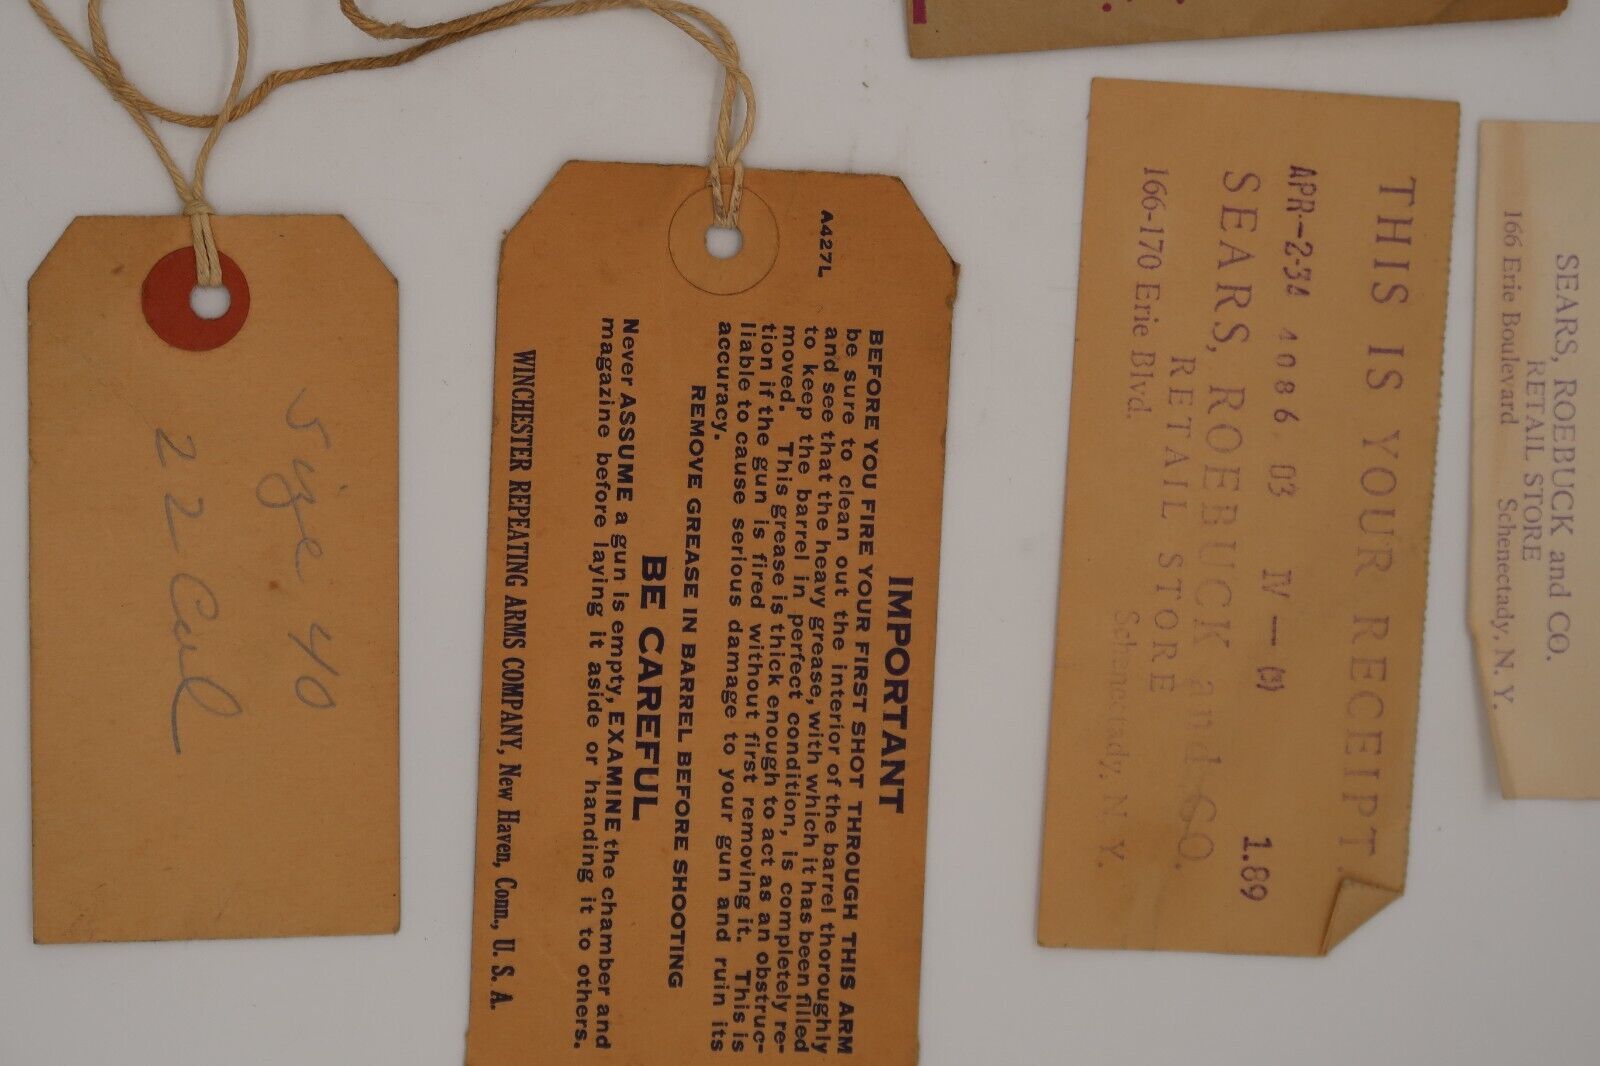 Size 40
22 Cal
A427L
IMPORTANT
BEFORE YOU FIRE YOUR FIRST SHOT THROUGH THIS ARM
be sure to clean out the interior of the barrel thoroughly
and see that the heavy grease, with which it has been filled
to keep the barrel in perfect condition, is completely re-
moved. This grease is thick enough to act as an obstruc-
tion if the gun is fired without first removing it. This is
liable to cause serious damage to your gun and ruin its
accuracy.
REMOVE GREASE IN BARREL BEFORE SHOOTING
BE CAREFUL
Never ASSUME a gun is empty, EXAMINE the chamber and
magazine before laying it aside or handing it to others.
WINCHESTER REPEATING ARMS COMPANY, New Haven, Conn., U. S. A.
THIS IS YOUR RECEIPT.
1.89
APR-2-34 4086 03 IV — (3)
SEARS, ROEBUCK and CO.
RETAIL STORE
166-170 Erie Blvd. Schenectady, N. Y.
SEARS, ROEBUCK and CO.
RETAIL STORE
166 Erie Boulevard Schenectady, N. Y.